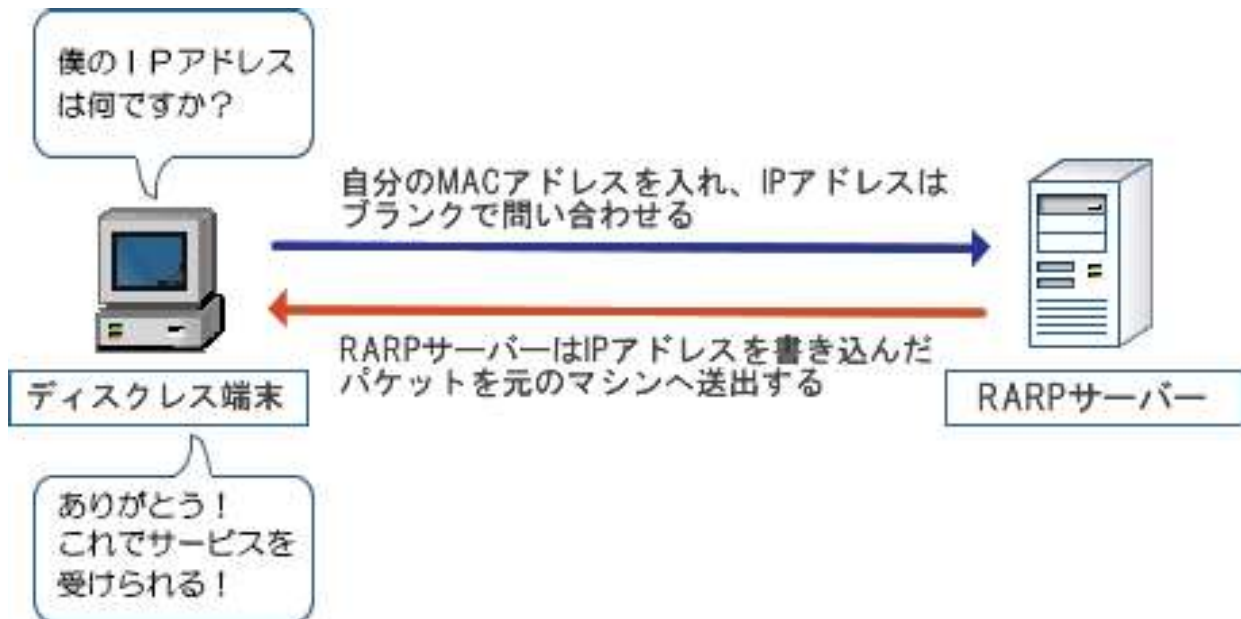 僕のIPアドレス
は何ですか？
自分のMACアドレスを入れ、IPアドレスは
ブランクで問い合わせる
RARPサーバーはIPアドレスを書き込んだ
パケットを元のマシンへ送出する
ディスクレス端末
RARPサーバー
ありがとう！
これでサービスを
受けられる！